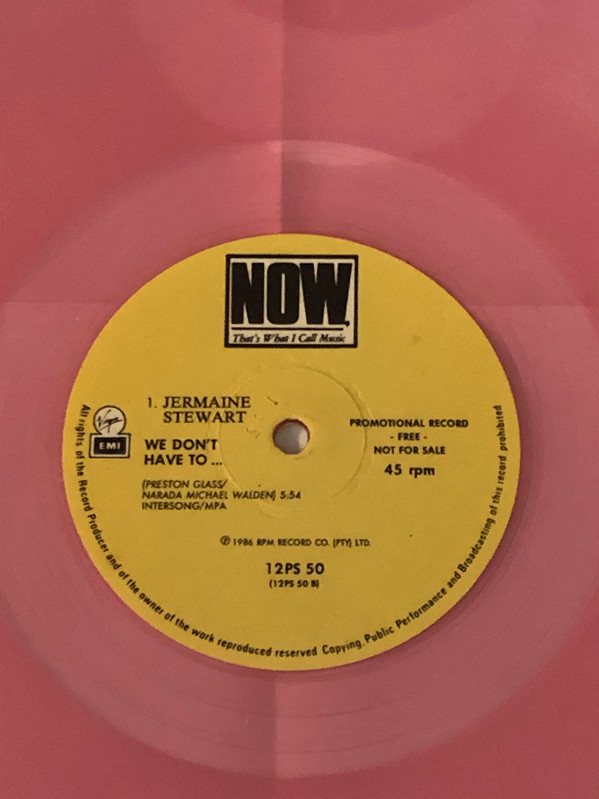 NOW,
That's What I Call Music
1. JERMAINE
STEWART
WE DON'T
HAVE TO ...
(PRESTON GLASS/
NARADA MICHAEL WALDEN) 5:54
INTERSONG/MPA
Virgin
EMI
PROMOTIONAL RECORD
- FREE -
NOT FOR SALE
45 rpm
℗ 1986 RPM RECORD CO. (PTY) LTD.
12PS 50
(12PS 50 B)
All rights of the Record Producer and of the owner of the work reproduced reserved Copying, Public Performance and Broadcasting of this record prohibited